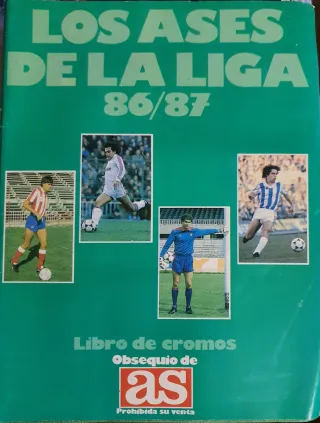 LOS ASES
DE LA LIGA
86/87
Libro de cromos
Obsequio de
as
Prohibida su venta